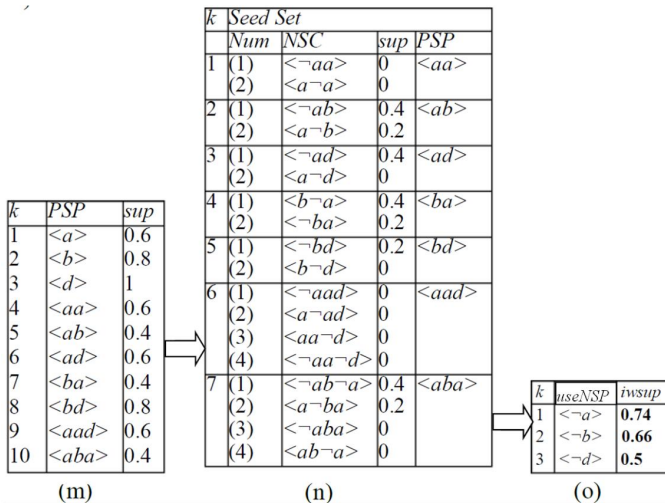 k Seed Set
Num NSC sup PSP
1 (1) <¬aa> 0 <aa>
(2) <a¬a> 0
2 (1) <¬ab> 0.4 <ab>
(2) <a¬b> 0.2
3 (1) <¬ad> 0.4 <ad>
(2) <a¬d> 0
4 (1) <b¬a> 0.4 <ba>
(2) <¬ba> 0.2
5 (1) <¬bd> 0.2 <bd>
(2) <b¬d> 0
6 (1) <¬aad> 0 <aad>
(2) <a¬ad> 0
(3) <aa¬d> 0
(4) <¬aa¬d> 0
7 (1) <¬ab¬a> 0.4 <aba>
(2) <a¬ba> 0.2
(3) <¬aba> 0
(4) <ab¬a> 0
(n)
k PSP sup
1 <a> 0.6
2 <b> 0.8
3 <d> 1
4 <aa> 0.6
5 <ab> 0.4
6 <ad> 0.6
7 <ba> 0.4
8 <bd> 0.8
9 <aad> 0.6
10 <aba> 0.4
(m)
k useNSP iwsup
1 <¬a> 0.74
2 <¬b> 0.66
3 <¬d> 0.5
(o)